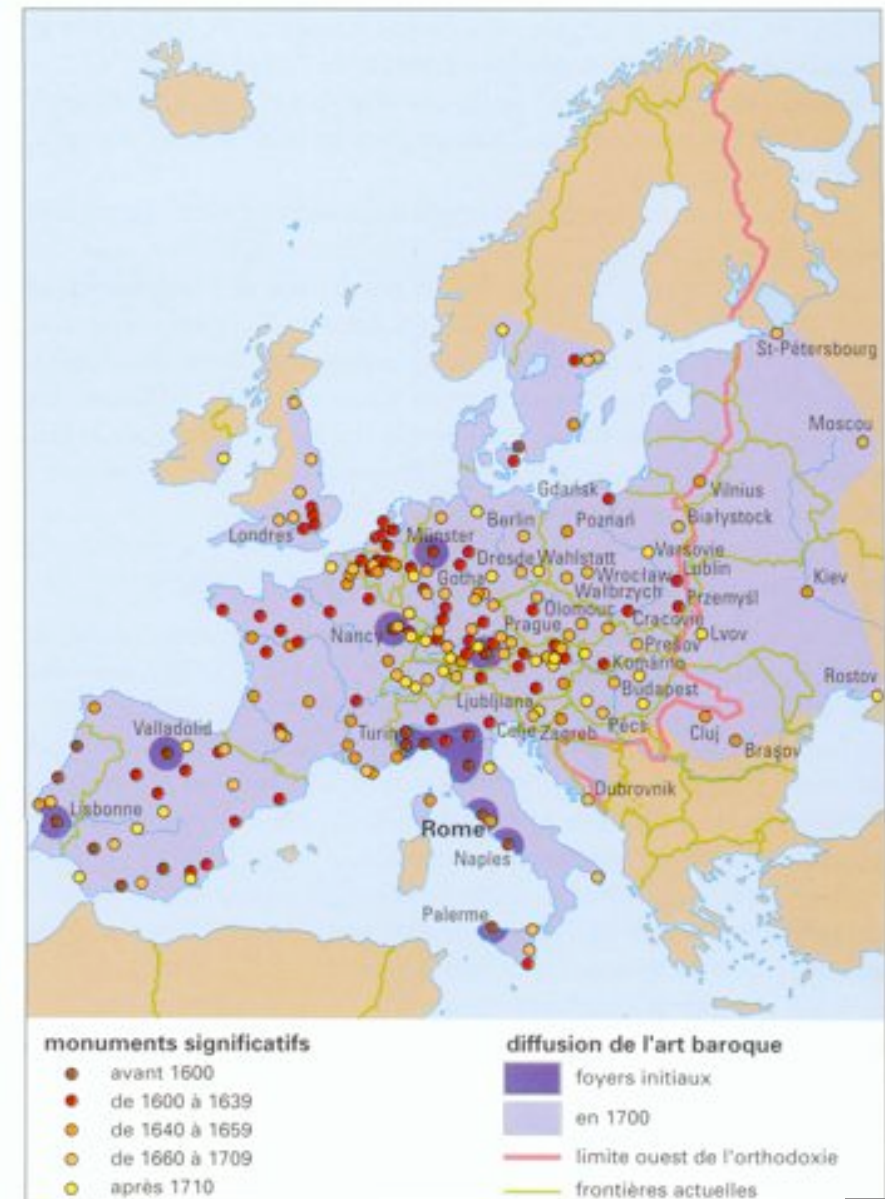 St-Pétersbourg
Moscou
Gdańsk
Vilnius
Londres
Münster
Berlin
Poznań
Białystock
Dresde
Wahlstatt
Varsovie
Gotha
Wrocław
Lublin
Kiev
Wałbrzych
Przemyśl
Olomouc
Cracovie
Nancy
Prague
Prešov
Lvov
Komárno
Rostov
Ljubljana
Budapest
Valladolid
Turin
Celje
Zagreb
Pécs
Cluj
Braşov
Lisbonne
Dubrovnik
Rome
Naples
Palerme
monuments significatifs
avant 1600
de 1600 à 1639
de 1640 à 1659
de 1660 à 1709
après 1710
diffusion de l'art baroque
foyers initiaux
en 1700
limite ouest de l'orthodoxie
frontières actuelles